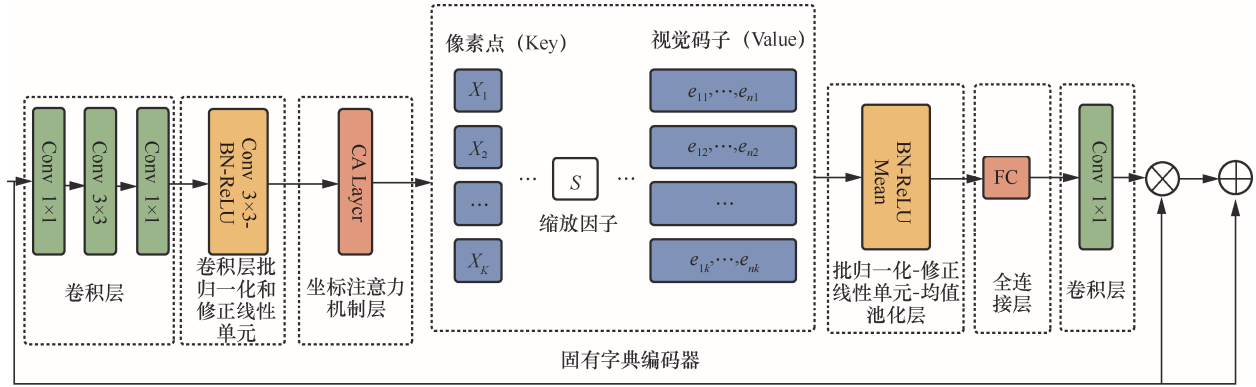 Conv 1×1
Conv 3×3
Conv 1×1
卷积层
Conv 3×3-
BN-ReLU
卷积层批
归一化和
修正线性
单元
CA Laycr
坐标注意力
机制层
像素点（Key）
X1
X2
…
XK
…
S
…
缩放因子
视觉码子（Value）
e11,⋯,en1
e12,⋯,en2
…
e1k,⋯,enk
固有字典编码器
BN-ReLU
Mean
批归一化-修正
线性单元-均值
池化层
FC
全连
接层
Conv 1×1
卷积层